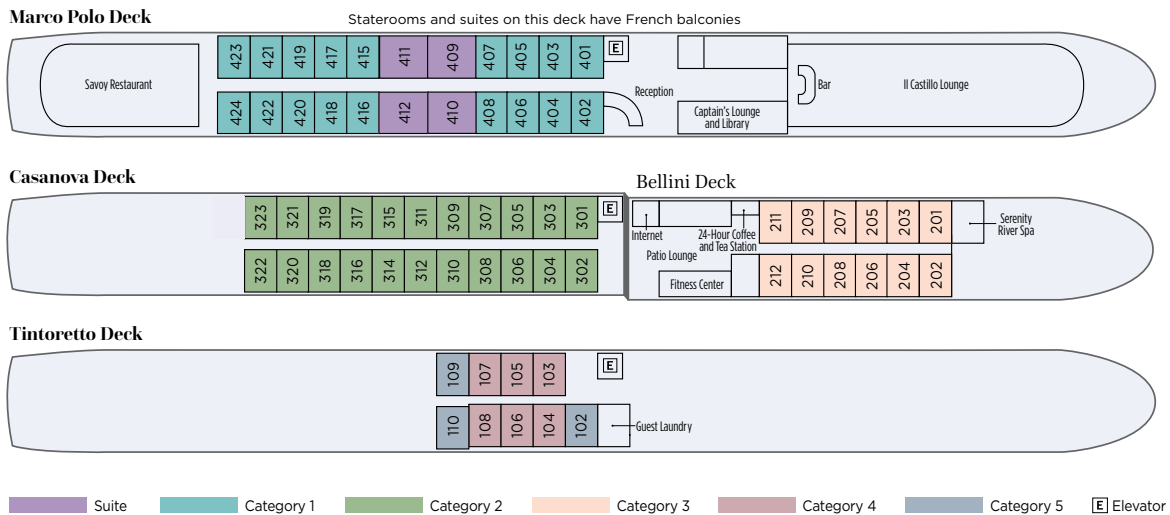 Marco Polo Deck
Staterooms and suites on this deck have French balconies
423 421 419 417 415 411 409 407 405 403 401 E
Savoy Restaurant
Reception
Bar
Il Castillo Lounge
424 422 420 418 416 412 410 408 406 404 402
Captain's Lounge
and Library
Casanova Deck
Bellini Deck
323 321 319 317 315 311 309 307 305 303 301 E
Internet
24-Hour Coffee
and Tea Station
211 209 207 205 203 201
Serenity
River Spa
Patio Lounge
322 320 318 316 314 312 310 308 306 304 302
Fitness Center
212 210 208 206 204 202
Tintoretto Deck
109 107 105 103 E
110 108 106 104 102
Guest Laundry
Suite
Category 1
Category 2
Category 3
Category 4
Category 5
E Elevator